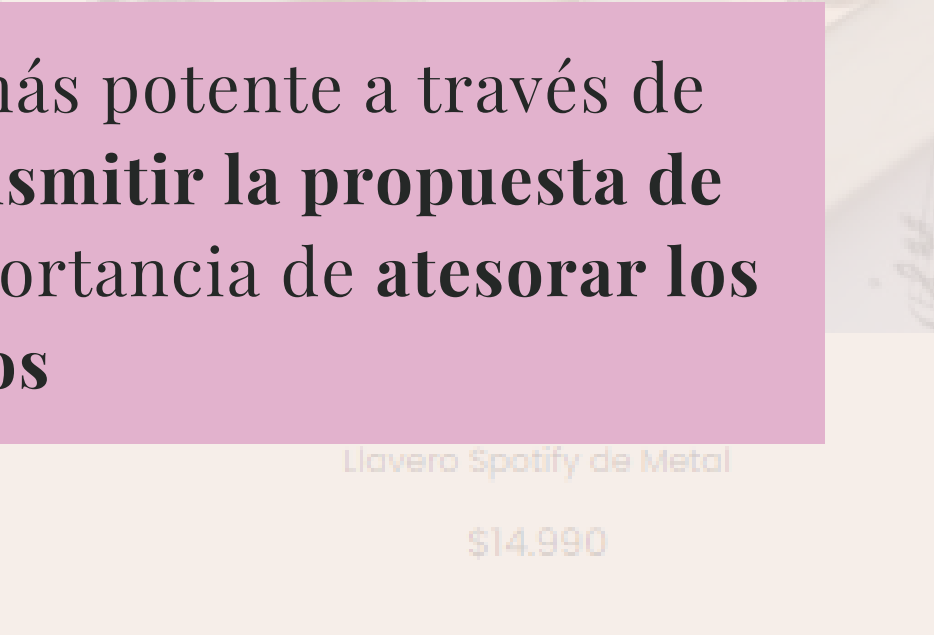 más potente a través de
smitir la propuesta de
ortancia de atesorar los
os
Llavero Spotify de Metal
$14.990